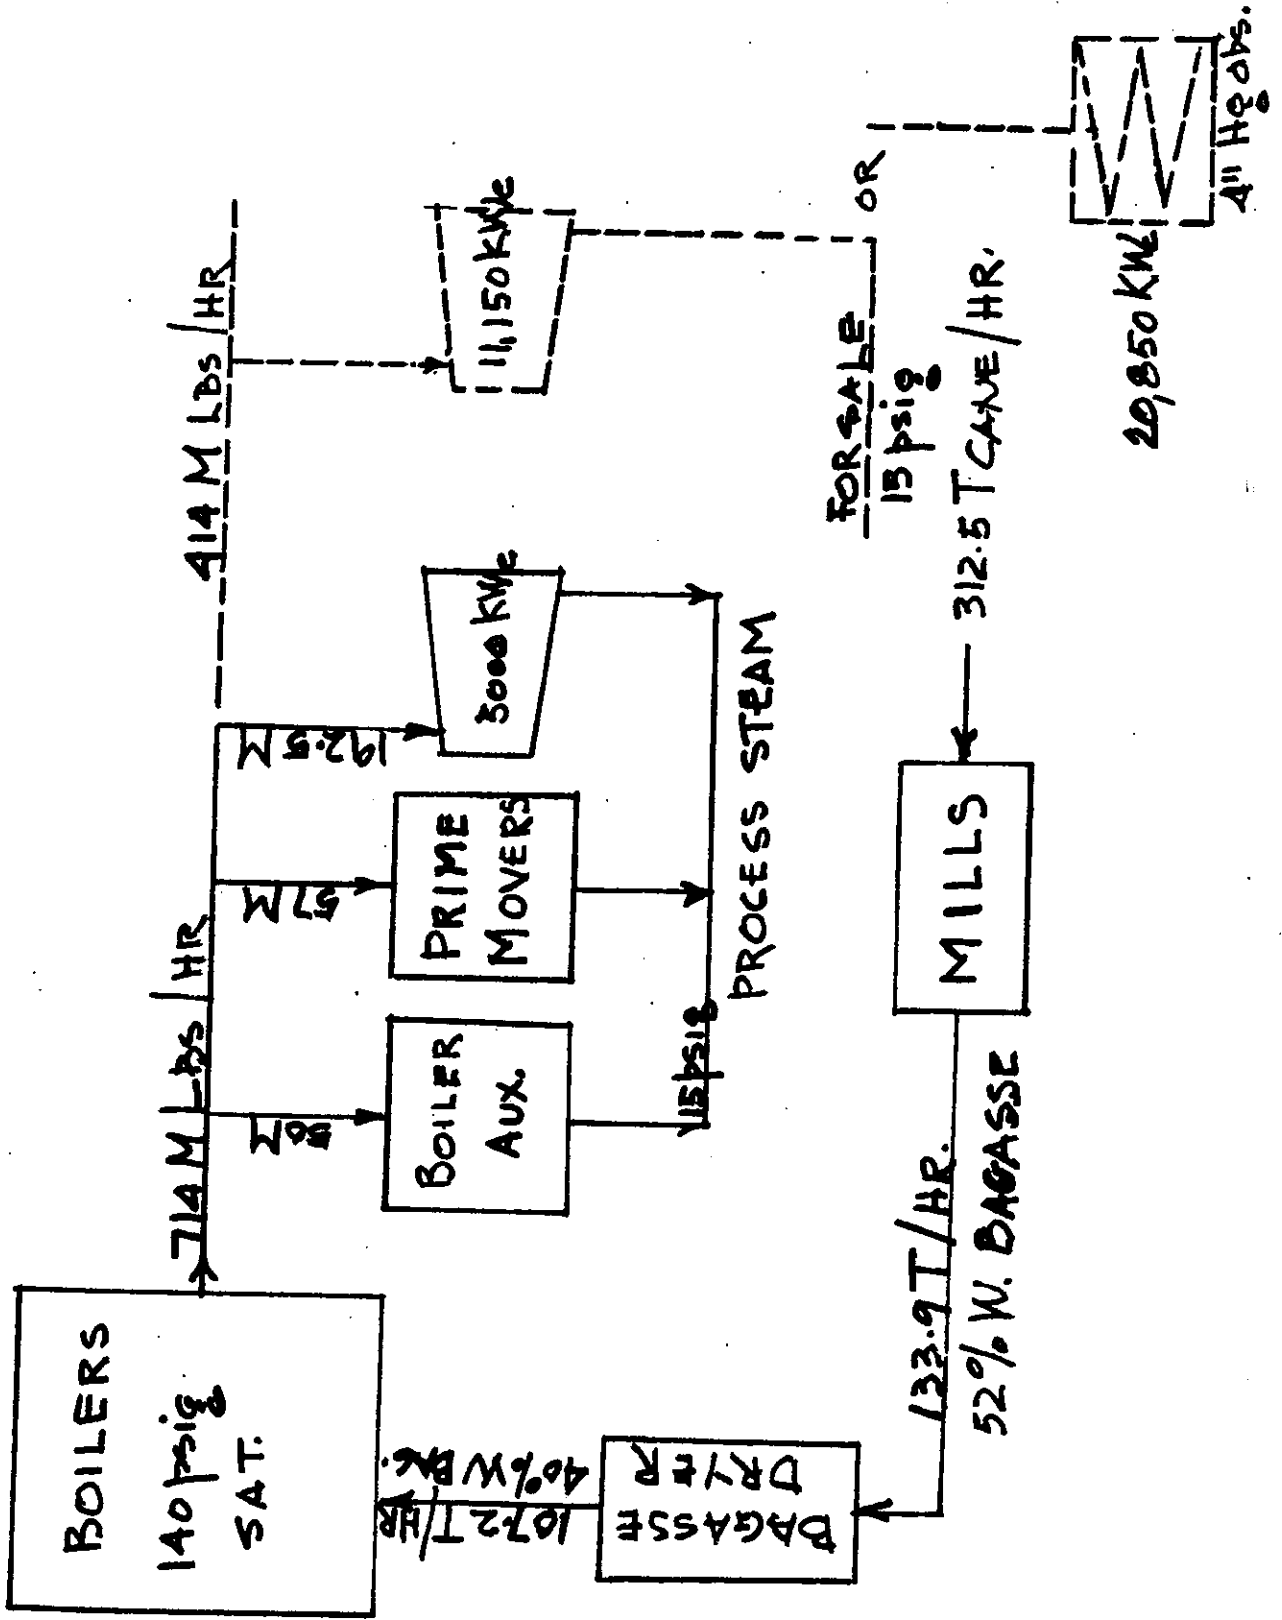 BOILERS
140 psig
SAT.
714 M LBS/HR
414 M LBS/HR
50M
57M
192.5 M
BOILER
AUX.
PRIME
MOVERS
3000 KWe
11,150 KWe
15 psig
PROCESS STEAM
FOR SALE
15 psig
OR
20,850 KWe
4" Hg abs.
312.5 T CANE/HR.
MILLS
133.9 T/HR.
52% W. BAGASSE
BAGASSE
DRYER
107.2 T/HR
40% W BAG.